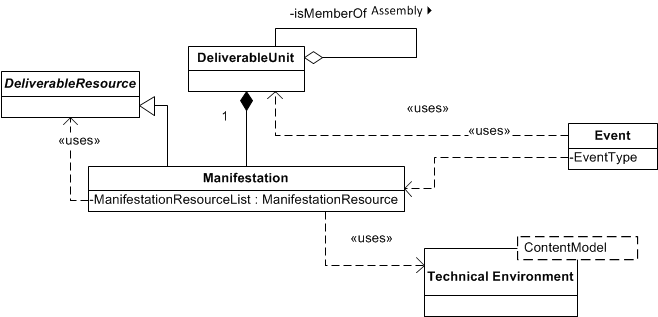 -isMemberOf Assembly
DeliverableUnit
DeliverableResource
1
«uses»
«uses»
«uses»
Event
-EventType
Manifestation
-ManifestationResourceList : ManifestationResource
«uses»
ContentModel
Technical Environment